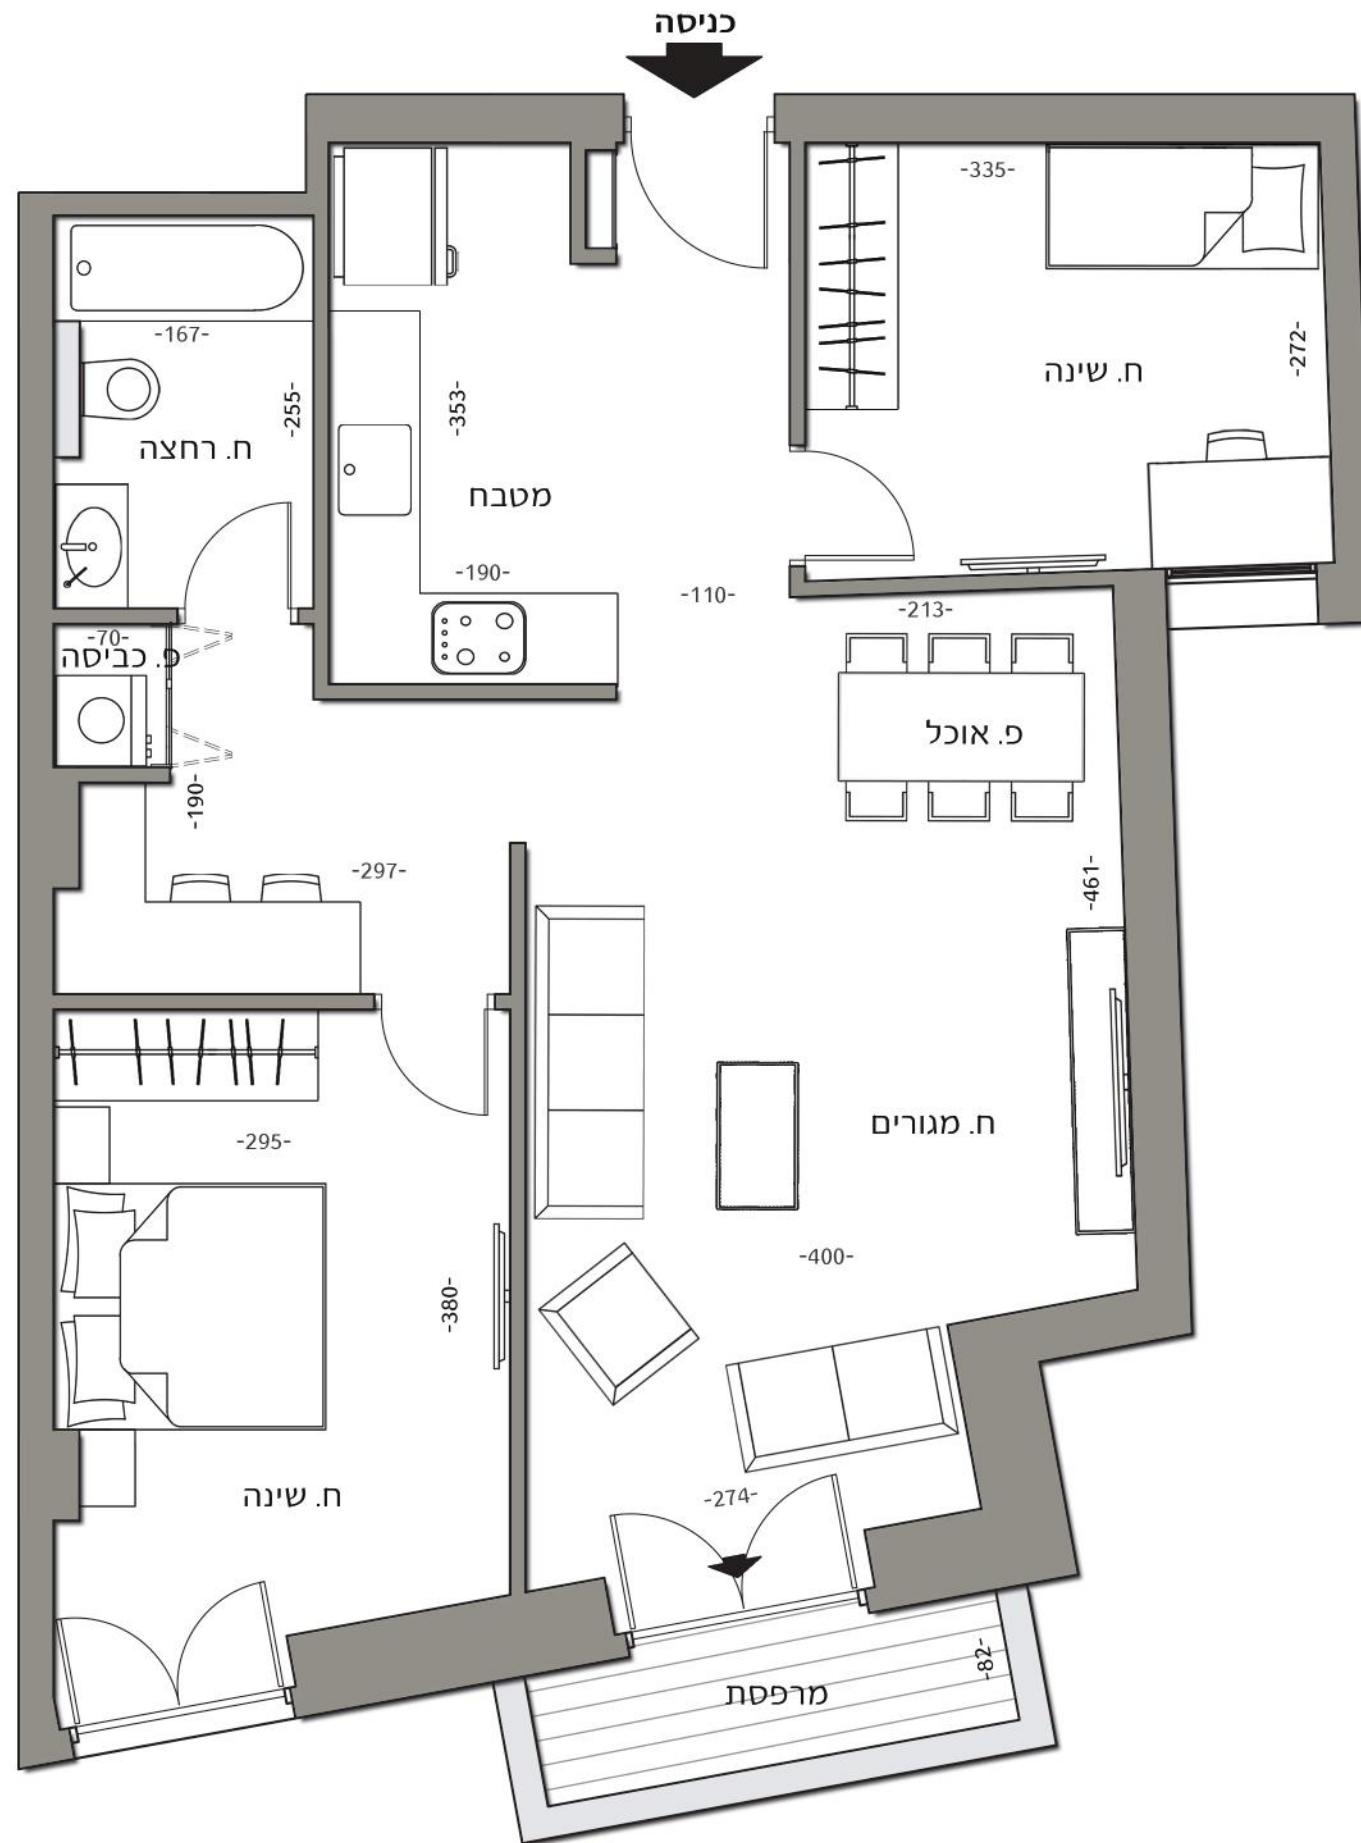 כניסה
-335-
-167-
-272-
ח. שינה
-255-
-353-
ח. רחצה
מטבח
-190-
-110-
-213-
-70-
פ. כביסה
פ. אוכל
-190-
-297-
-461-
ח. מגורים
-295-
-400-
-380-
ח. שינה
-274-
-82-
מרפסת